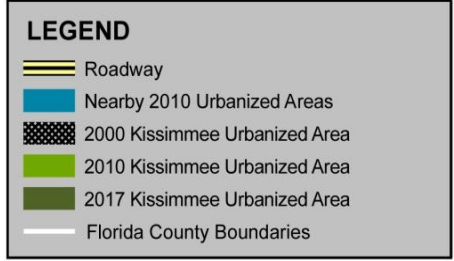 LEGEND
Roadway
Nearby 2010 Urbanized Areas
2000 Kissimmee Urbanized Area
2010 Kissimmee Urbanized Area
2017 Kissimmee Urbanized Area
Florida County Boundaries